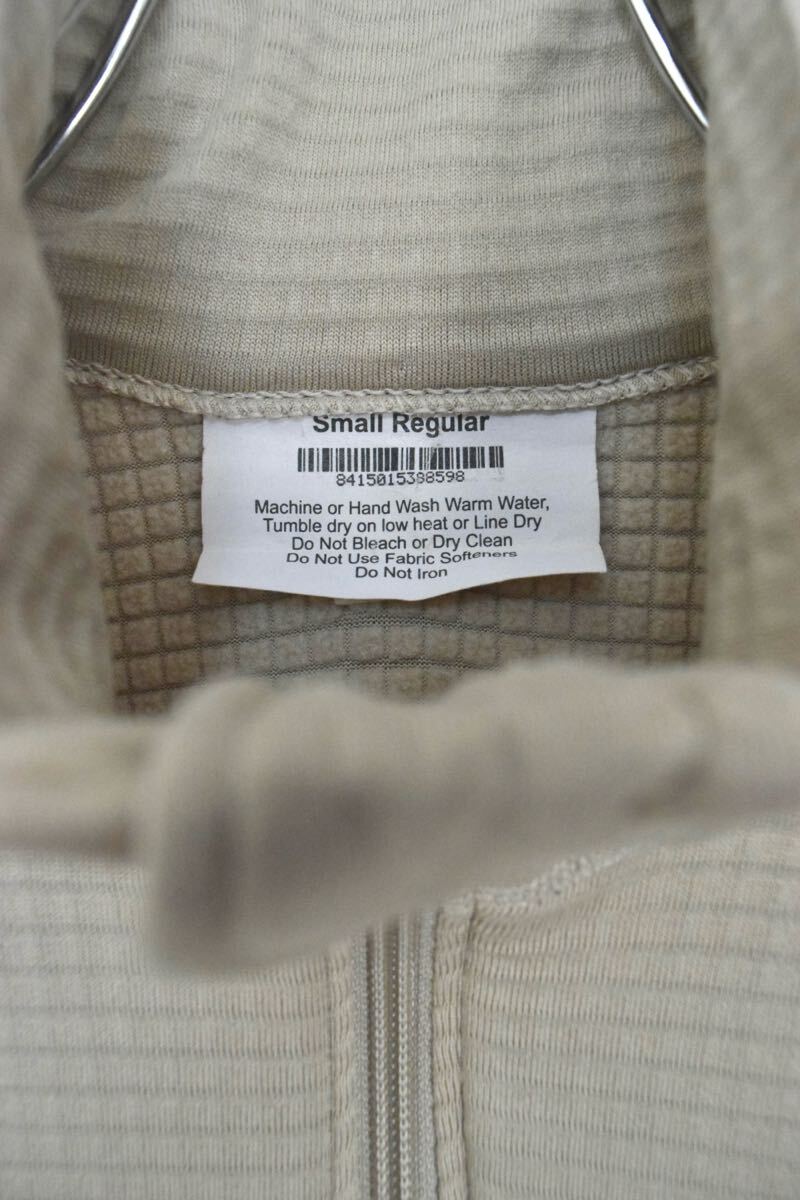 Small Regular
8415015388598
Machine or Hand Wash Warm Water,
Tumble dry on low heat or Line Dry
Do Not Bleach or Dry Clean
Do Not Use Fabric Softeners
Do Not Iron